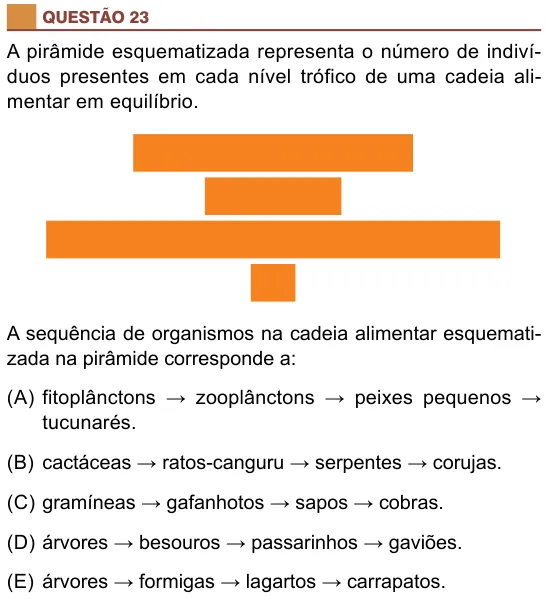 QUESTÃO 23
A pirâmide esquematizada representa o número de indiví-
duos presentes em cada nível trófico de uma cadeia ali-
mentar em equilíbrio.
A sequência de organismos na cadeia alimentar esquemati-
zada na pirâmide corresponde a:
(A) fitoplânctons → zooplânctons → peixes pequenos →
tucunarés.
(B) cactáceas → ratos-canguru → serpentes → corujas.
(C) gramíneas → gafanhotos → sapos → cobras.
(D) árvores → besouros → passarinhos → gaviões.
(E) árvores → formigas → lagartos → carrapatos.